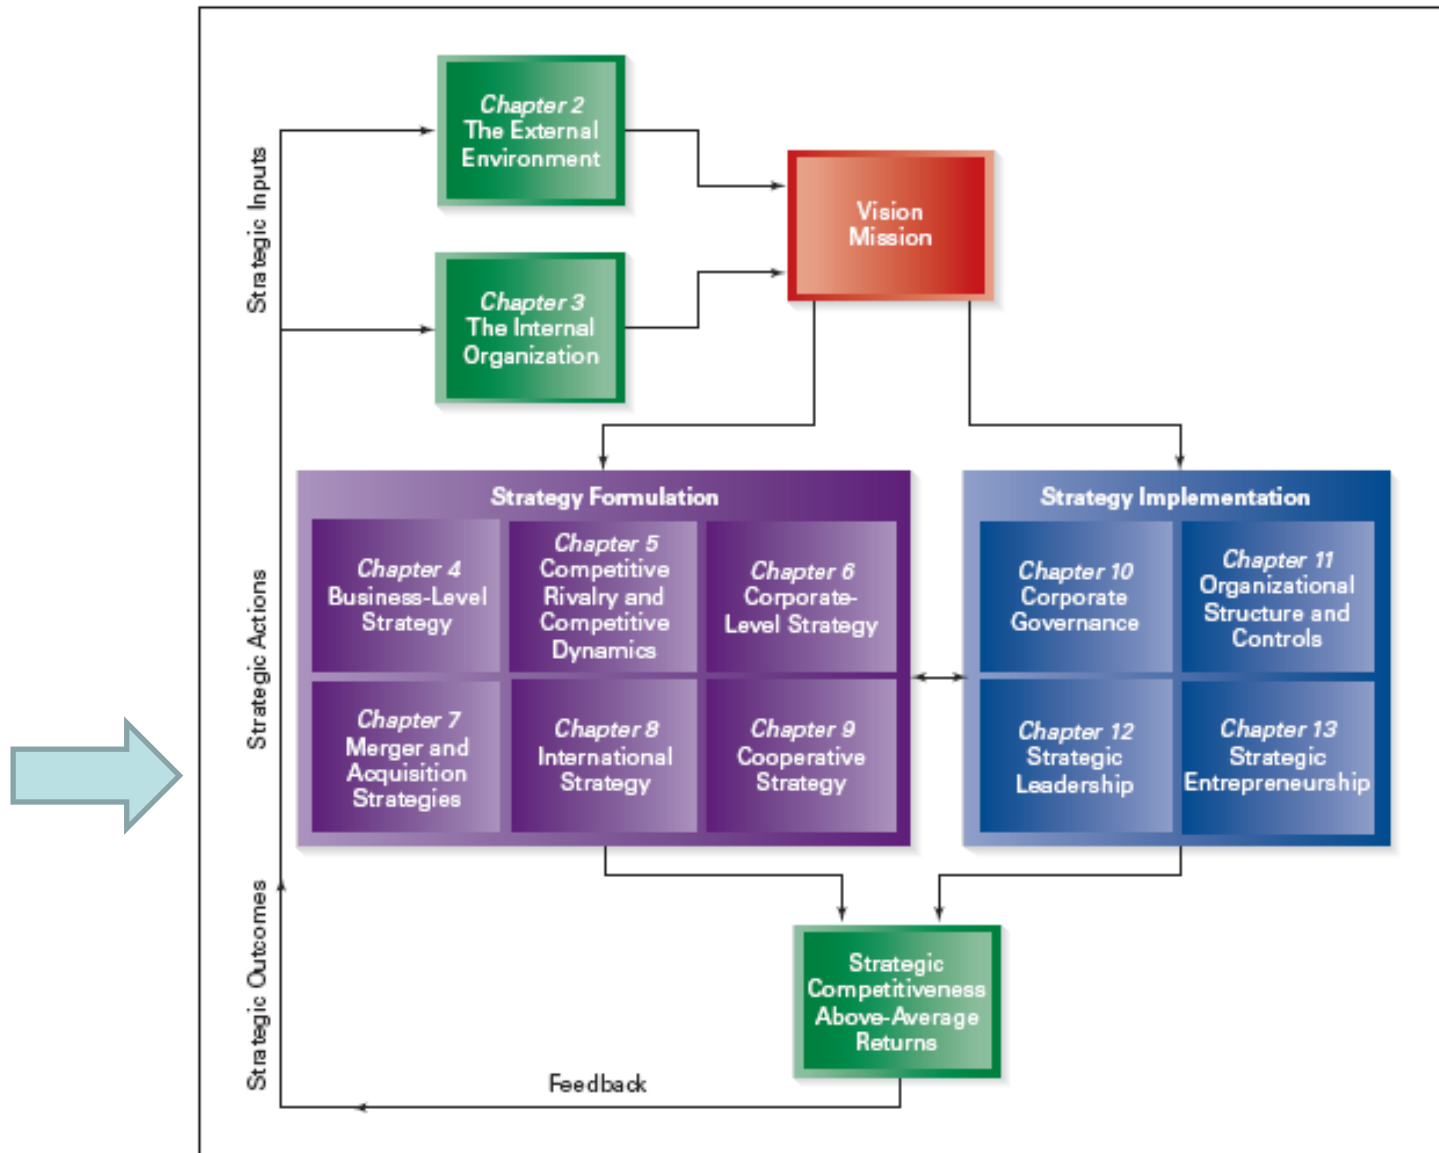 Strategic Inputs
Chapter 2
The External
Environment
Chapter 3
The Internal
Organization
Vision
Mission
Strategic Actions
Strategy Formulation
Chapter 4
Business-Level
Strategy
Chapter 5
Competitive
Rivalry and
Competitive
Dynamics
Chapter 6
Corporate-
Level Strategy
Chapter 7
Merger and
Acquisition
Strategies
Chapter 8
International
Strategy
Chapter 9
Cooperative
Strategy
Strategy Implementation
Chapter 10
Corporate
Governance
Chapter 11
Organizational
Structure and
Controls
Chapter 12
Strategic
Leadership
Chapter 13
Strategic
Entrepreneurship
Strategic Outcomes
Strategic
Competitiveness
Above-Average
Returns
Feedback